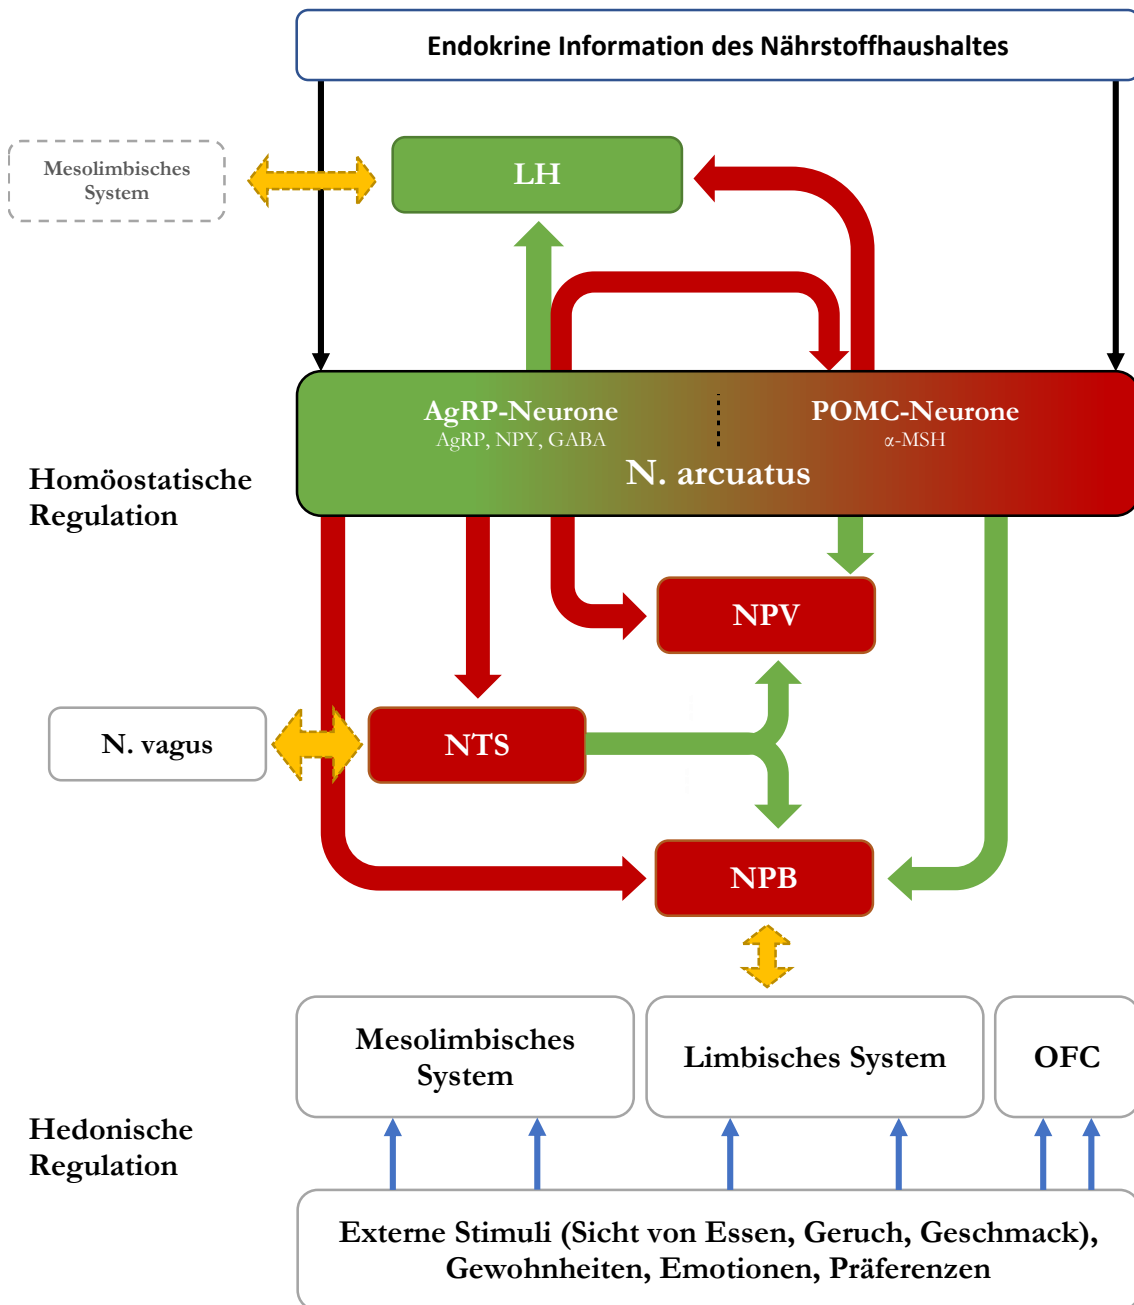 Endokrine Information des Nährstoffhaushaltes
Mesolimbisches
System
LH
AgRP-Neurone
AgRP, NPY, GABA
POMC-Neurone
α-MSH
N. arcuatus
Homöostatische
Regulation
NPV
N. vagus
NTS
NPB
Mesolimbisches
System
Limbisches System
OFC
Hedonische
Regulation
Externe Stimuli (Sicht von Essen, Geruch, Geschmack),
Gewohnheiten, Emotionen, Präferenzen